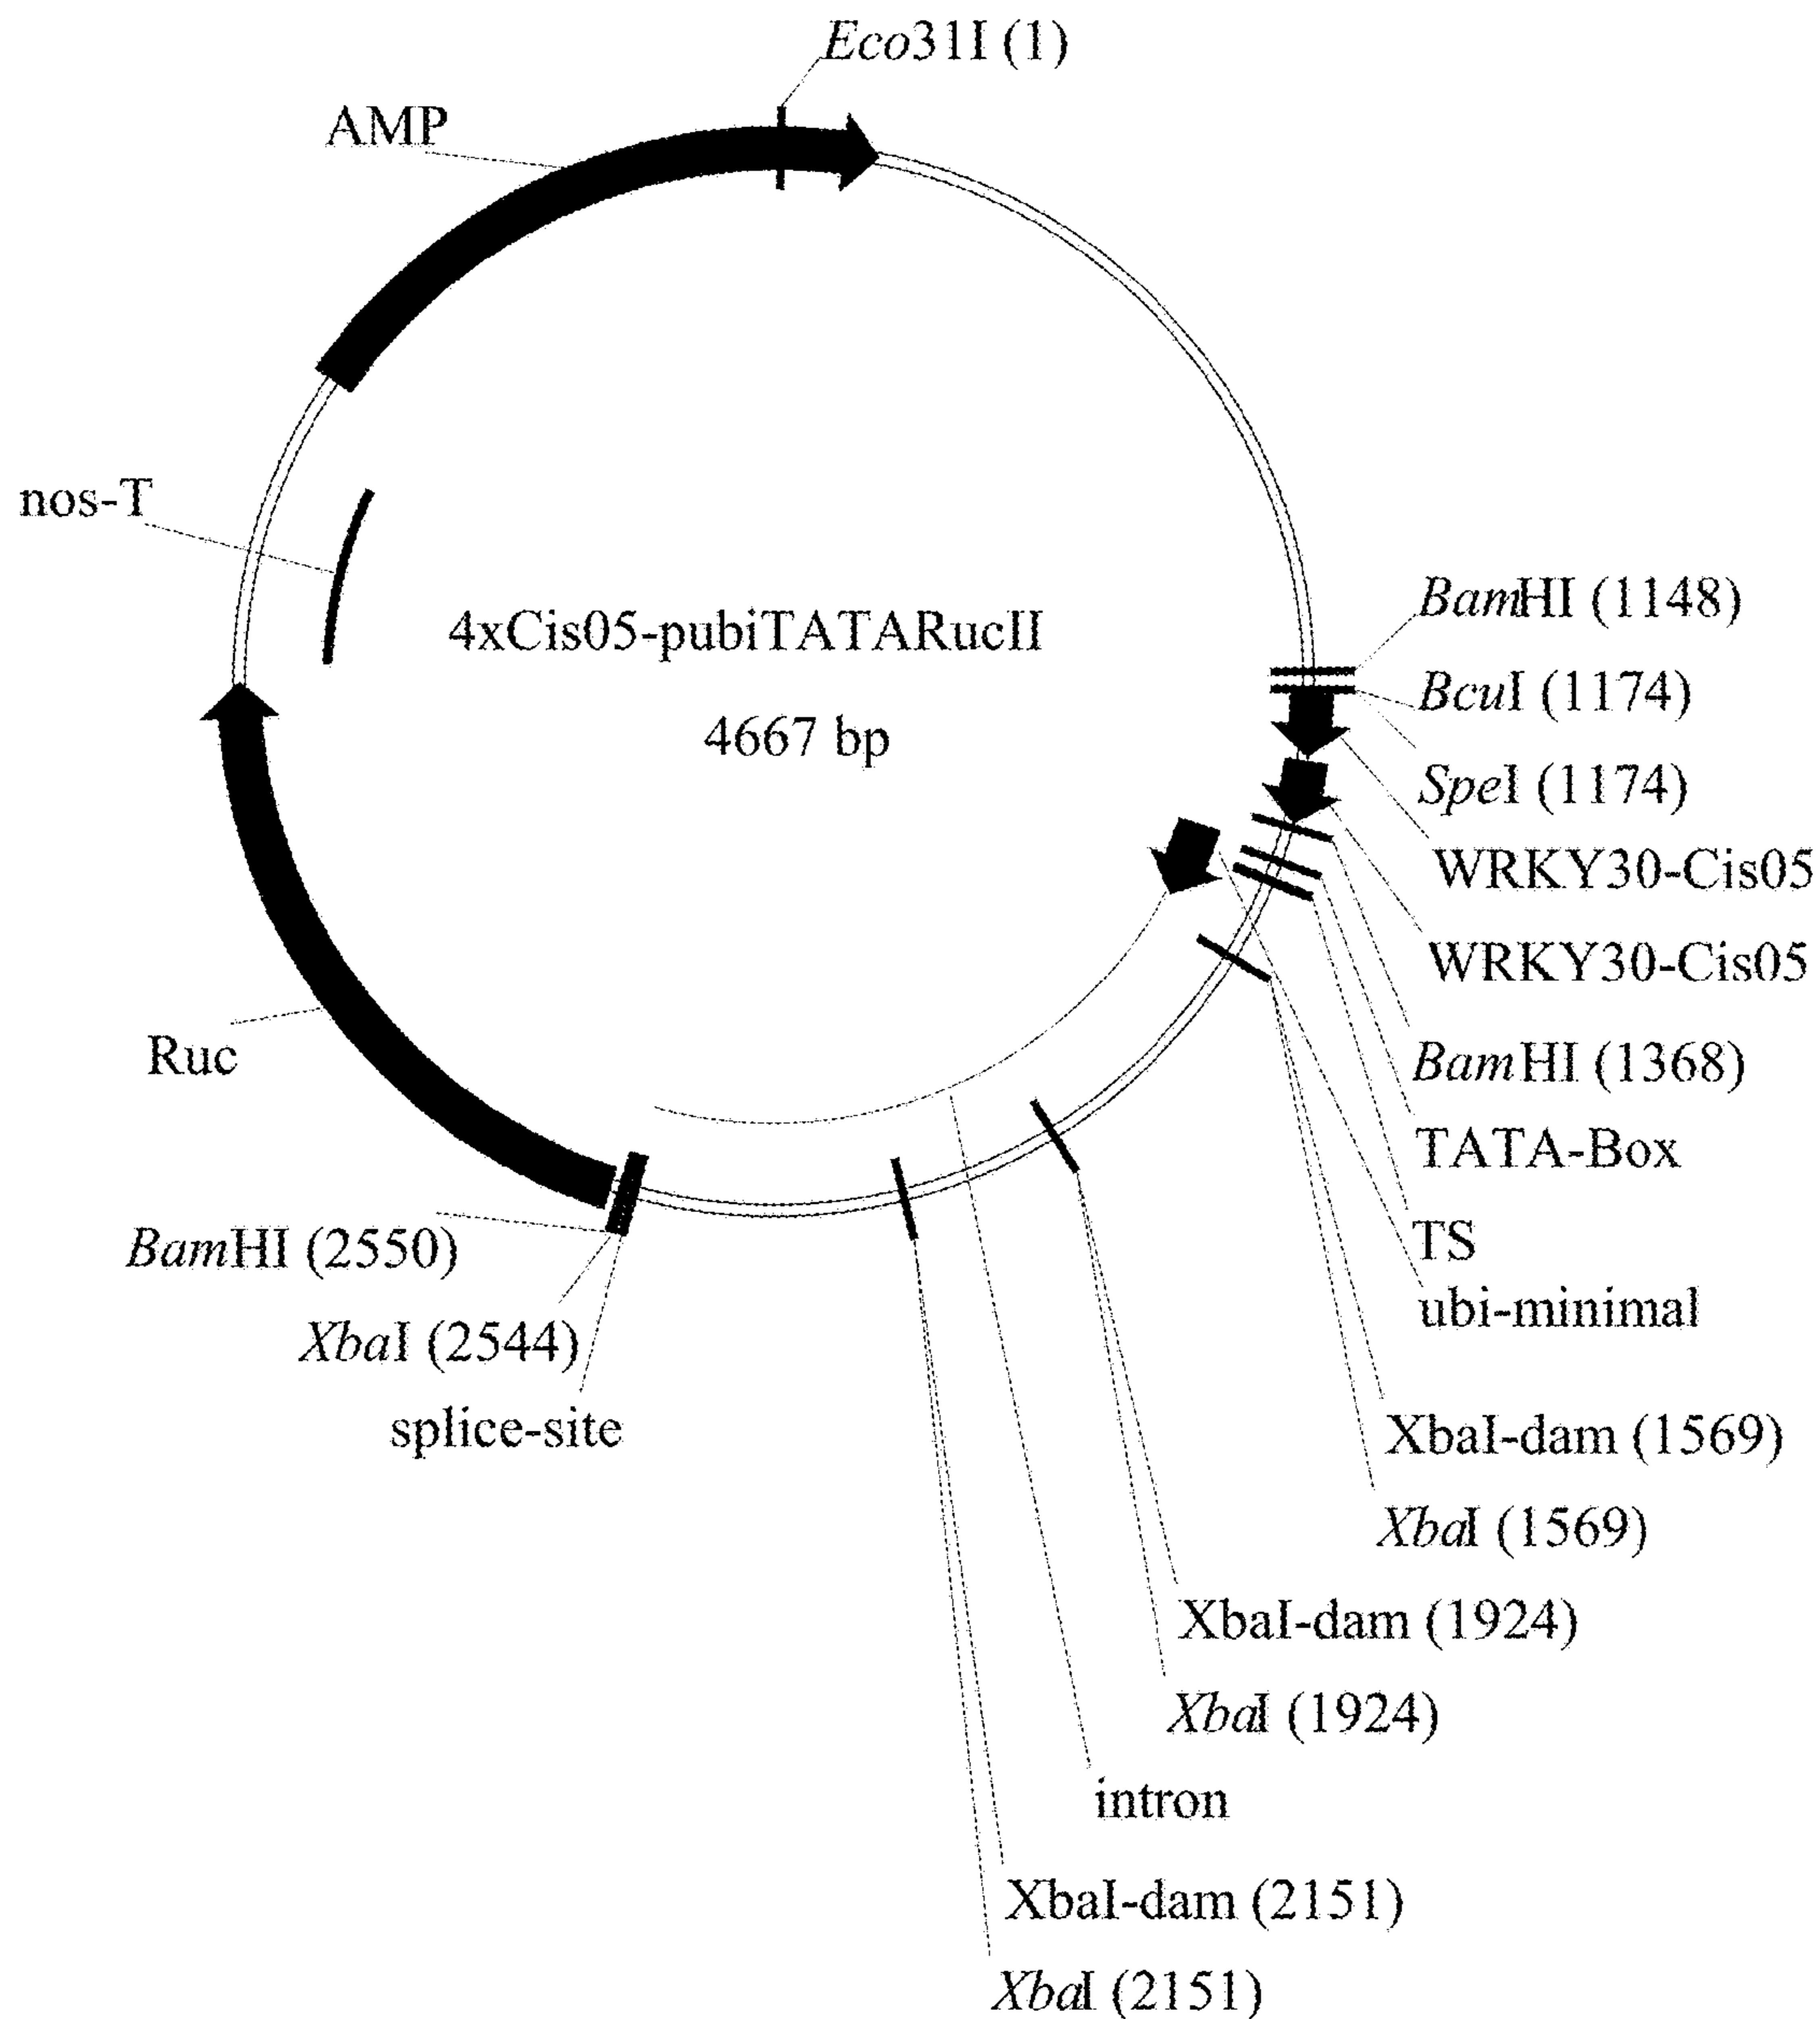 Eco31I (1)
AMP
nos-T
4xCis05-pubiTATARucII
4667 bp
BamHI (1148)
BcuI (1174)
SpeI (1174)
WRKY30-Cis05
WRKY30-Cis05
BamHI (1368)
TATA-Box
TS
ubi-minimal
XbaI-dam (1569)
XbaI (1569)
XbaI-dam (1924)
XbaI (1924)
intron
XbaI-dam (2151)
XbaI (2151)
Ruc
BamHI (2550)
XbaI (2544)
splice-site